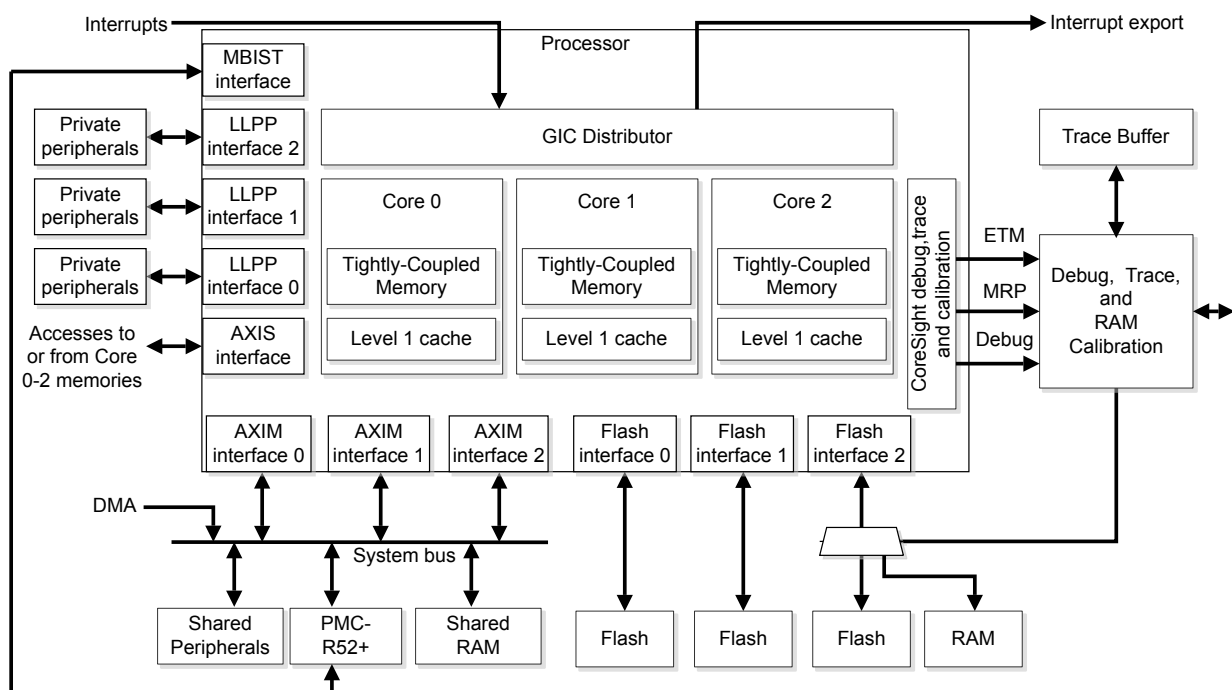 Interrupts
Interrupt export
Processor
MBIST
interface
Private
peripherals
LLPP
interface 2
GIC Distributor
Trace Buffer
Private
peripherals
LLPP
interface 1
Core 0
Core 1
Core 2
Private
peripherals
LLPP
interface 0
Tightly-Coupled
Memory
Tightly-Coupled
Memory
Tightly-Coupled
Memory
CoreSight debug,trace
and calibration
ETM
MRP
Debug
Debug, Trace,
and
RAM
Calibration
Accesses to
or from Core
0-2 memories
AXIS
interface
Level 1 cache
Level 1 cache
Level 1 cache
AXIM
interface 0
AXIM
interface 1
AXIM
interface 2
Flash
interface 0
Flash
interface 1
Flash
interface 2
DMA
System bus
Shared
Peripherals
PMC-
R52+
Shared
RAM
Flash
Flash
Flash
RAM